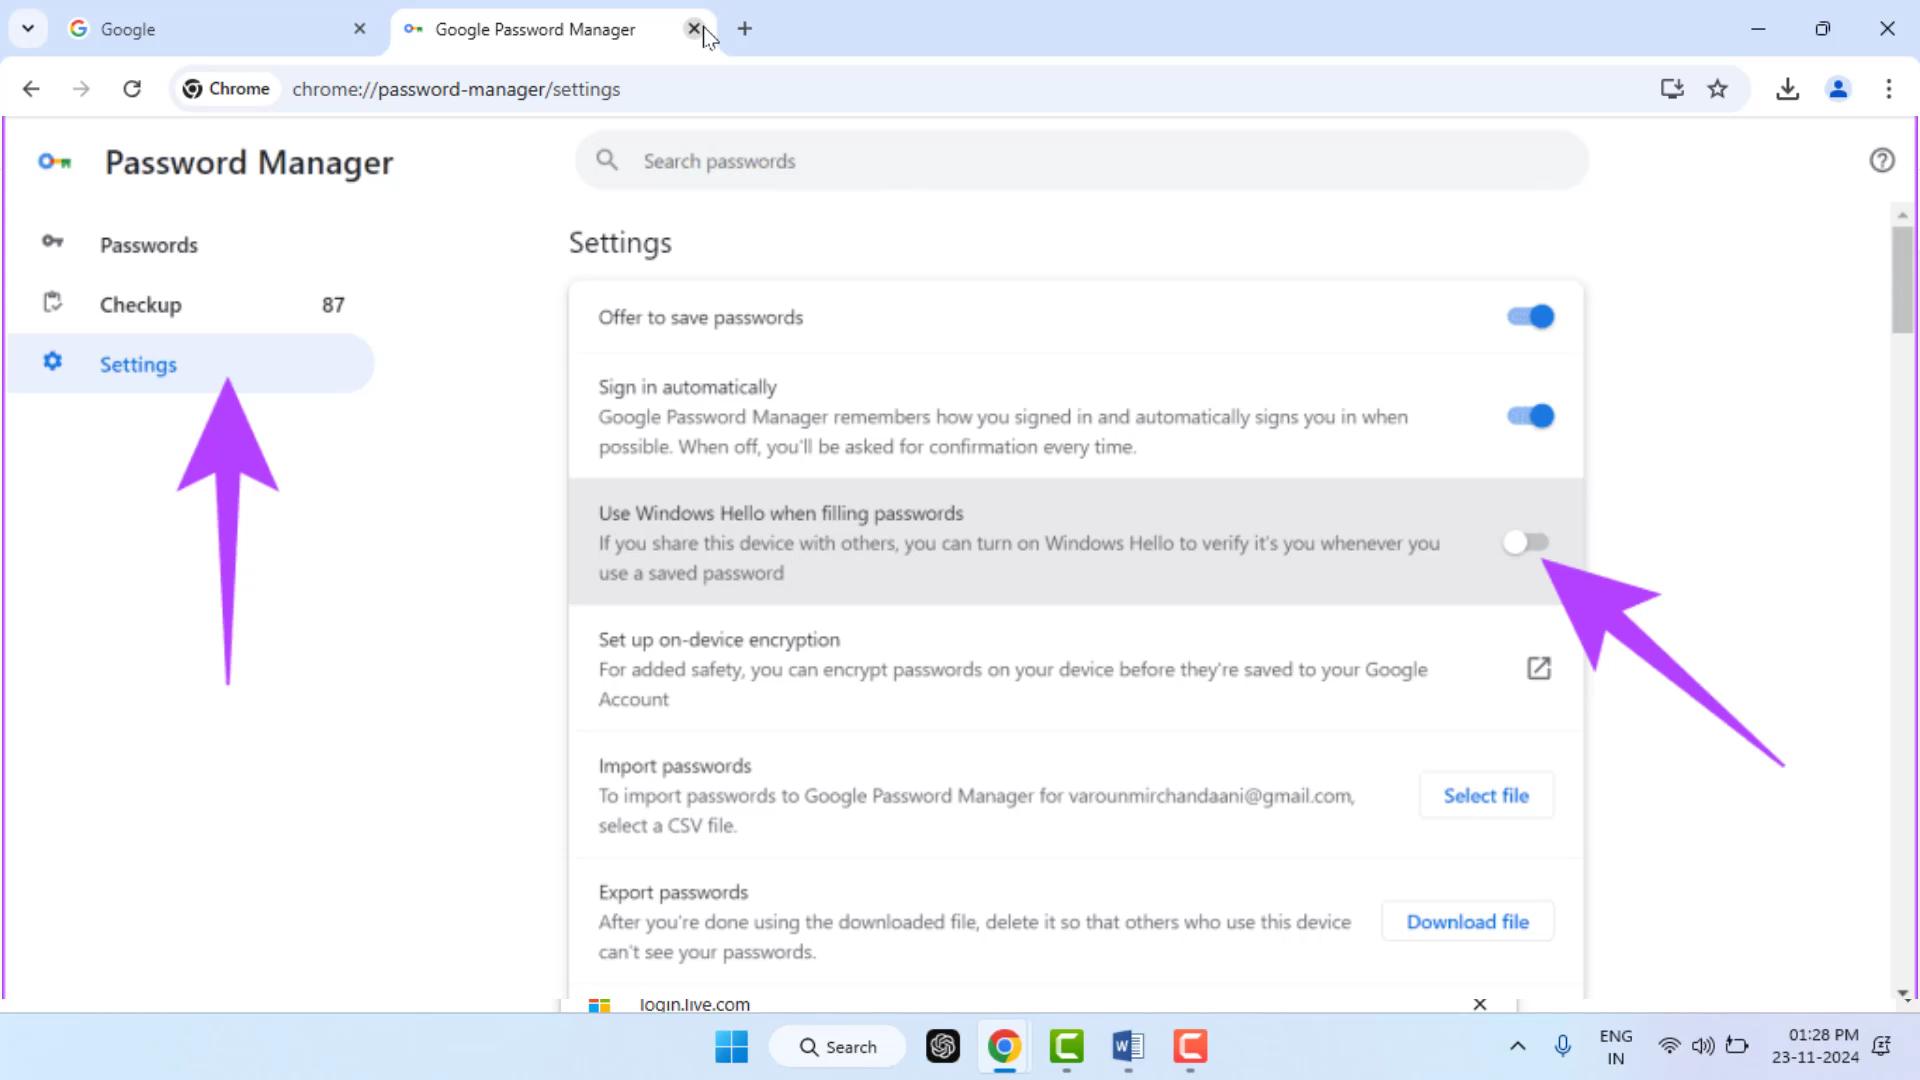 Google
Google Password Manager
Chrome
chrome://password-manager/settings
Password Manager
Search passwords
Passwords
Checkup 87
Settings
Settings
Offer to save passwords
Sign in automatically
Google Password Manager remembers how you signed in and automatically signs you in when
possible. When off, you'll be asked for confirmation every time.
Use Windows Hello when filling passwords
If you share this device with others, you can turn on Windows Hello to verify it's you whenever you
use a saved password
Set up on-device encryption
For added safety, you can encrypt passwords on your device before they're saved to your Google
Account
Import passwords
To import passwords to Google Password Manager for varounmirchandaani@gmail.com,
select a CSV file.
Select file
Export passwords
After you're done using the downloaded file, delete it so that others who use this device
can't see your passwords.
Download file
login.live.com
Search
ENG
IN
01:28 PM
23-11-2024